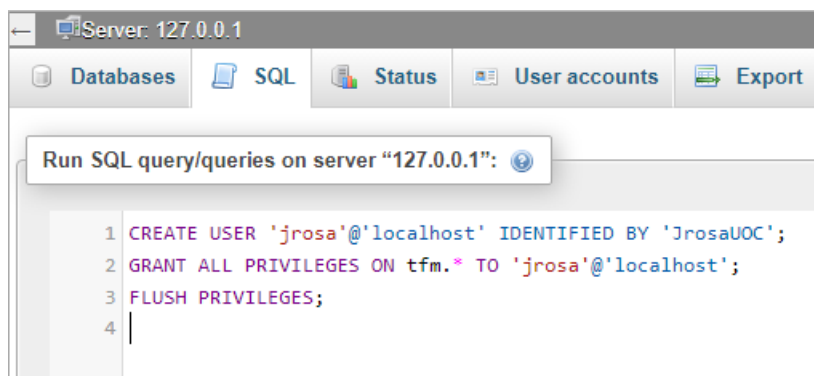 ← Server: 127.0.0.1
Databases SQL Status User accounts Export
Run SQL query/queries on server “127.0.0.1”:
1 CREATE USER 'jrosa'@'localhost' IDENTIFIED BY 'JrosaUOC';
2 GRANT ALL PRIVILEGES ON tfm.* TO 'jrosa'@'localhost';
3 FLUSH PRIVILEGES;
4